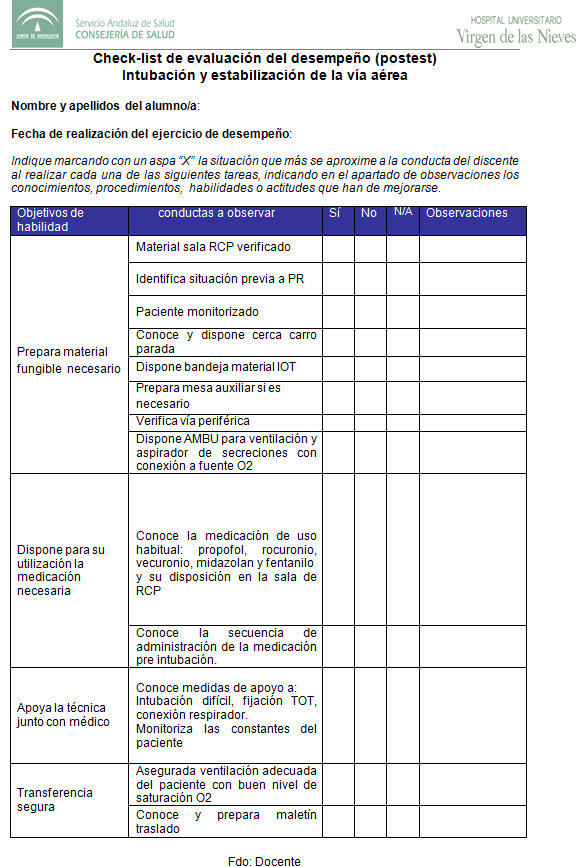 JUNTA DE ANDALUCIA
Servicio Andaluz de Salud
CONSEJERÍA DE SALUD
HOSPITAL UNIVERSITARIO
Virgen de las Nieves
Check-list de evaluación del desempeño (postest)
Intubación y estabilización de la vía aérea
Nombre y apellidos del alumno/a:
Fecha de realización del ejercicio de desempeño:
Indique marcando con un aspa “X” la situación que más se aproxime a la conducta del discente
al realizar cada una de las siguientes tareas, indicando en el apartado de observaciones los
conocimientos, procedimientos, habilidades o actitudes que han de mejorarse.
Objetivos de
habilidad
conductas a observar
Sí
No
N/A
Observaciones
Prepara material
fungible necesario
Material sala RCP verificado
Identifica situación previa a PR
Paciente monitorizado
Conoce y dispone cerca carro
parada
Dispone bandeja material IOT
Prepara mesa auxiliar si es
necesario
Verifica vía periférica
Dispone AMBU para ventilación y
aspirador de secreciones con
conexión a fuente O2
Dispone para su
utilización la
medicación
necesaria
Conoce la medicación de uso
habitual: propofol, rocuronio,
vecuronio, midazolan y fentanilo
y su disposición en la sala de
RCP
Conoce la secuencia de
administración de la medicación
pre intubación.
Apoya la técnica
junto con médico
Conoce medidas de apoyo a:
Intubación difícil, fijación TOT,
conexión respirador.
Monitoriza las constantes del
paciente
Transferencia
segura
Asegurada ventilación adecuada
del paciente con buen nivel de
saturación O2
Conoce y prepara maletín
traslado
Fdo: Docente